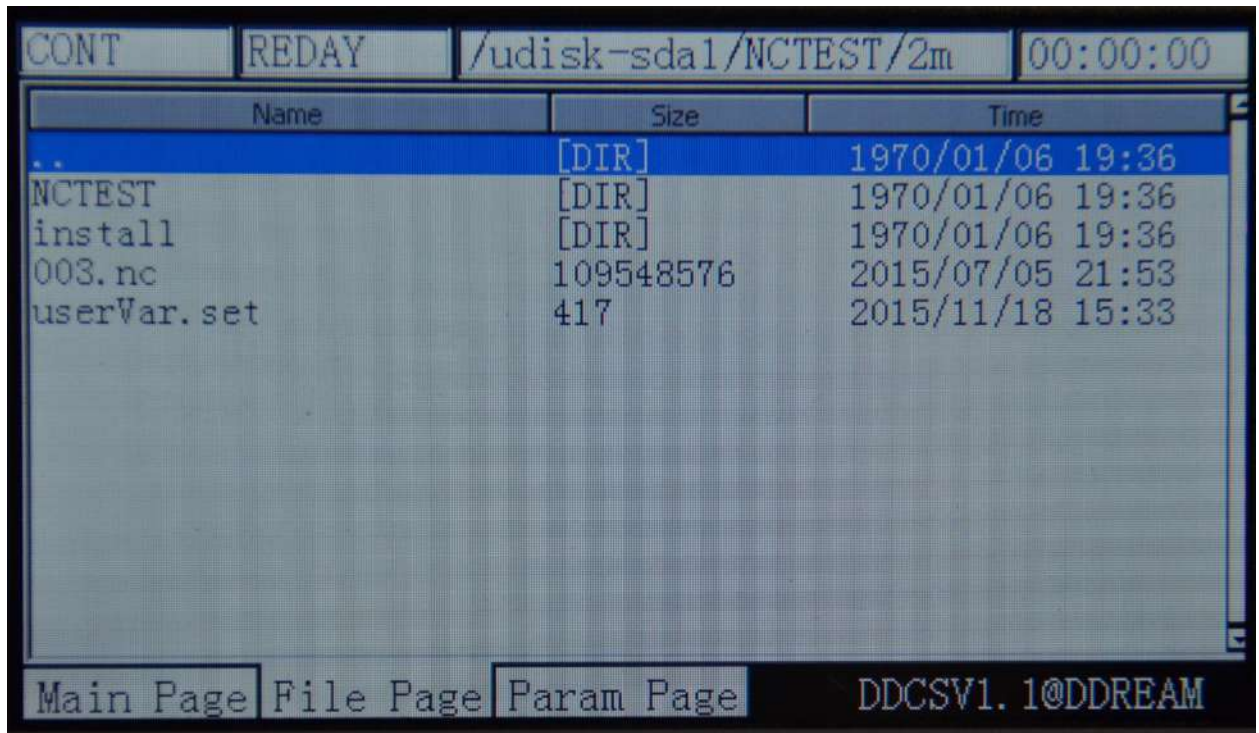 CONT REDAY /udisk-sda1/NCTEST/2m 00:00:00
Name Size Time
.. [DIR] 1970/01/06 19:36
NCTEST [DIR] 1970/01/06 19:36
install [DIR] 1970/01/06 19:36
003.nc 109548576 2015/07/05 21:53
userVar.set 417 2015/11/18 15:33
Main Page File Page Param Page DDCSV1.1@DDREAM